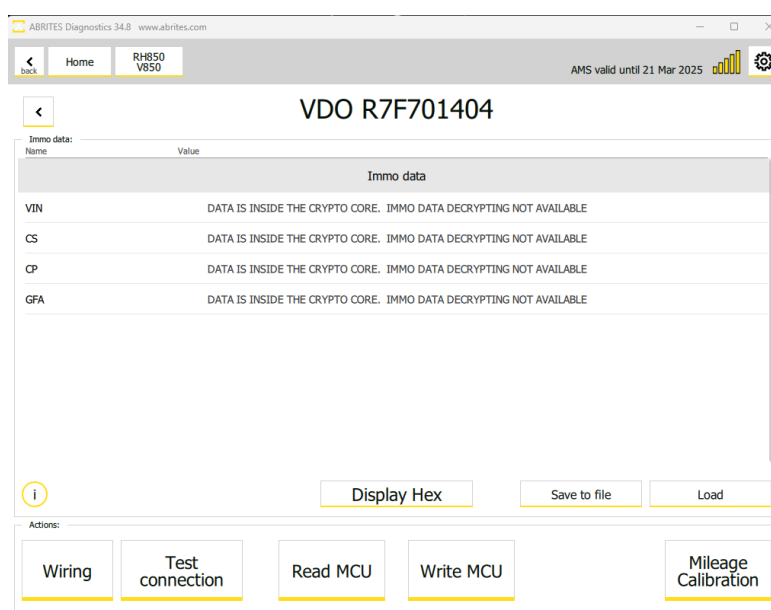 ABRITES Diagnostics 34.8 www.abrites.com
back
Home
RH850
V850
AMS valid until 21 Mar 2025
VDO R7F701404
Immo data:
Name Value
Immo data
VIN DATA IS INSIDE THE CRYPTO CORE. IMMO DATA DECRYPTING NOT AVAILABLE
CS DATA IS INSIDE THE CRYPTO CORE. IMMO DATA DECRYPTING NOT AVAILABLE
CP DATA IS INSIDE THE CRYPTO CORE. IMMO DATA DECRYPTING NOT AVAILABLE
GFA DATA IS INSIDE THE CRYPTO CORE. IMMO DATA DECRYPTING NOT AVAILABLE
i
Display Hex
Save to file
Load
Actions:
Wiring
Test
connection
Read MCU
Write MCU
Mileage
Calibration